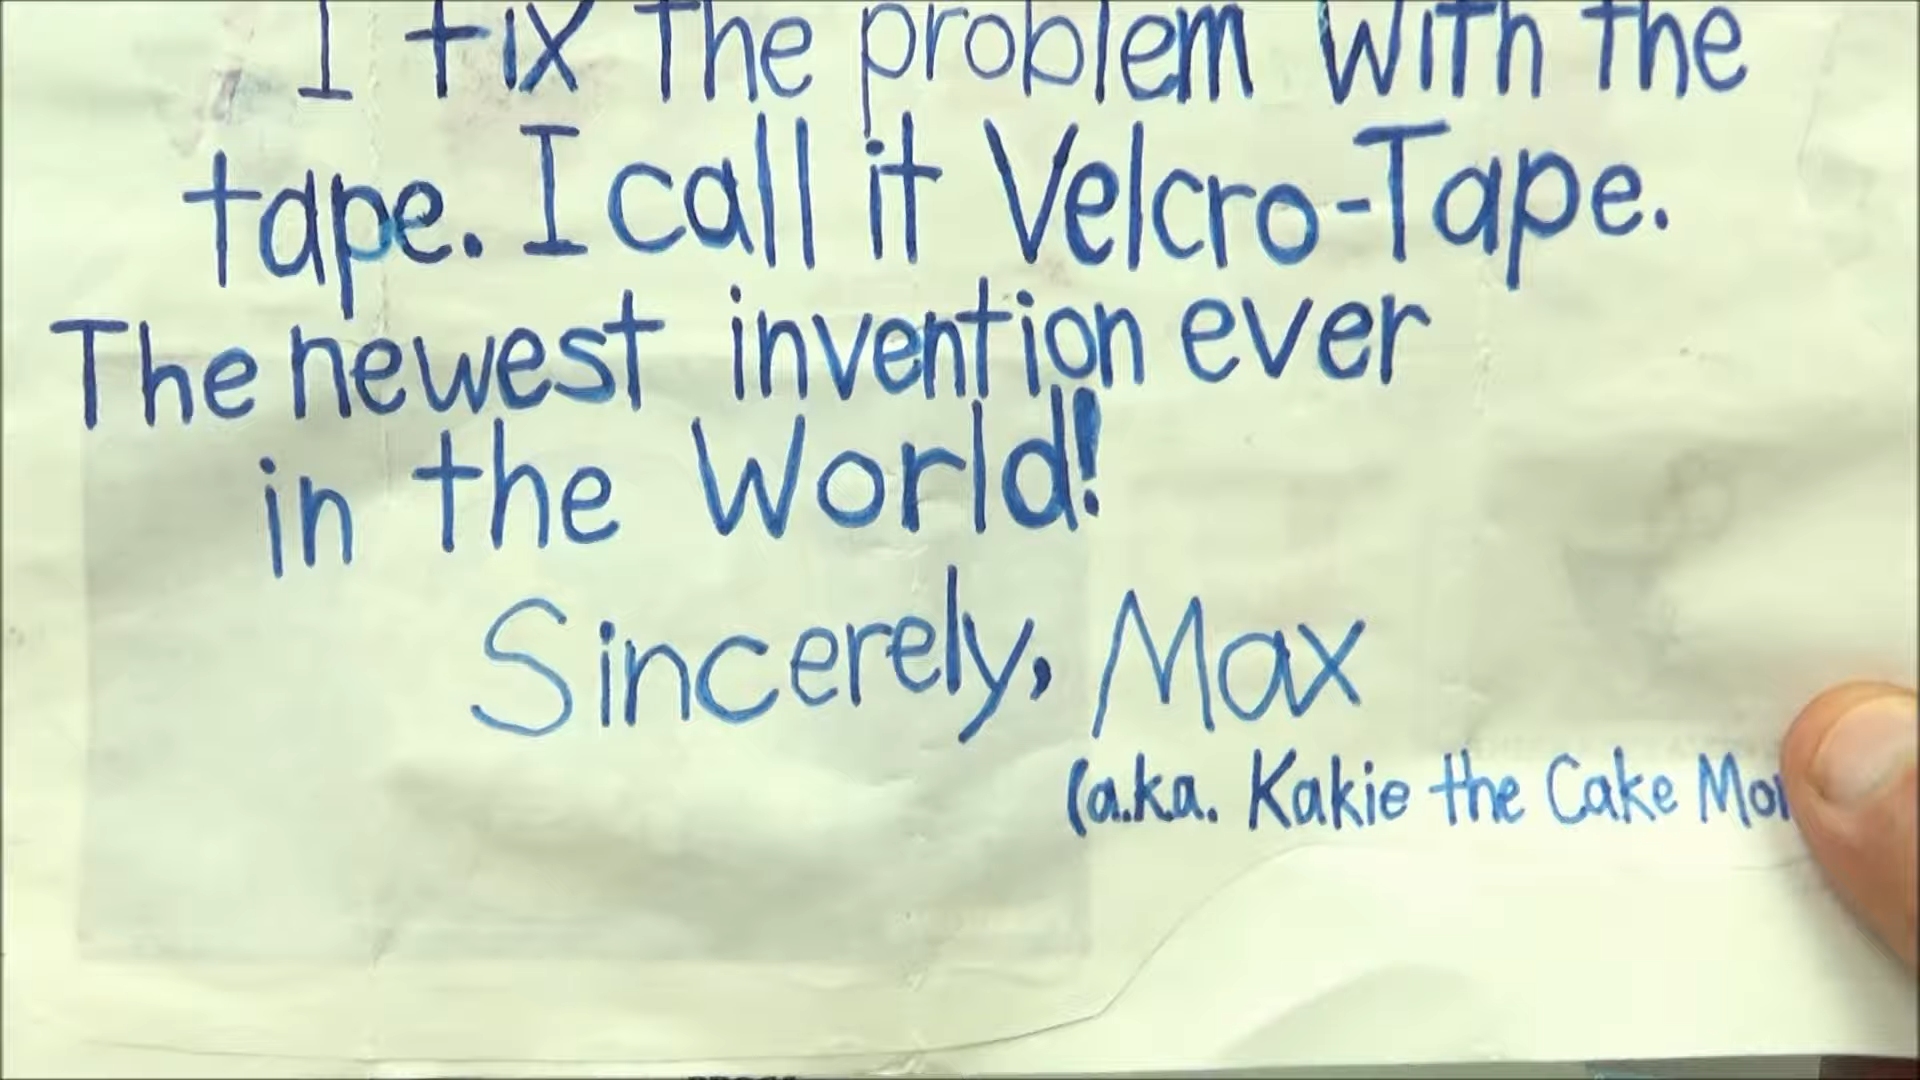 I fix the problem with the
tape. I call it Velcro-Tape.
The newest invention ever
in the World!
Sincerely, Max
(a.k.a. Kakie the Cake